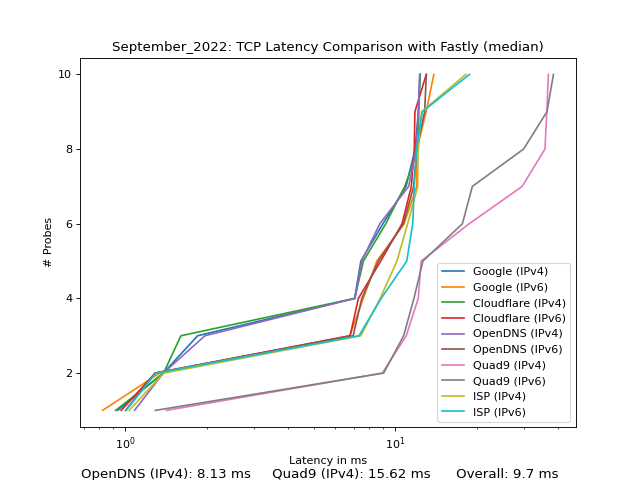 September_2022: TCP Latency Comparison with Fastly (median)
10
8
6
4
2
# Probes
Google (IPv4)
Google (IPv6)
Cloudflare (IPv4)
Cloudflare (IPv6)
OpenDNS (IPv4)
OpenDNS (IPv6)
Quad9 (IPv4)
Quad9 (IPv6)
ISP (IPv4)
ISP (IPv6)
10⁰ 10¹
Latency in ms
OpenDNS (IPv4): 8.13 ms Quad9 (IPv4): 15.62 ms Overall: 9.7 ms